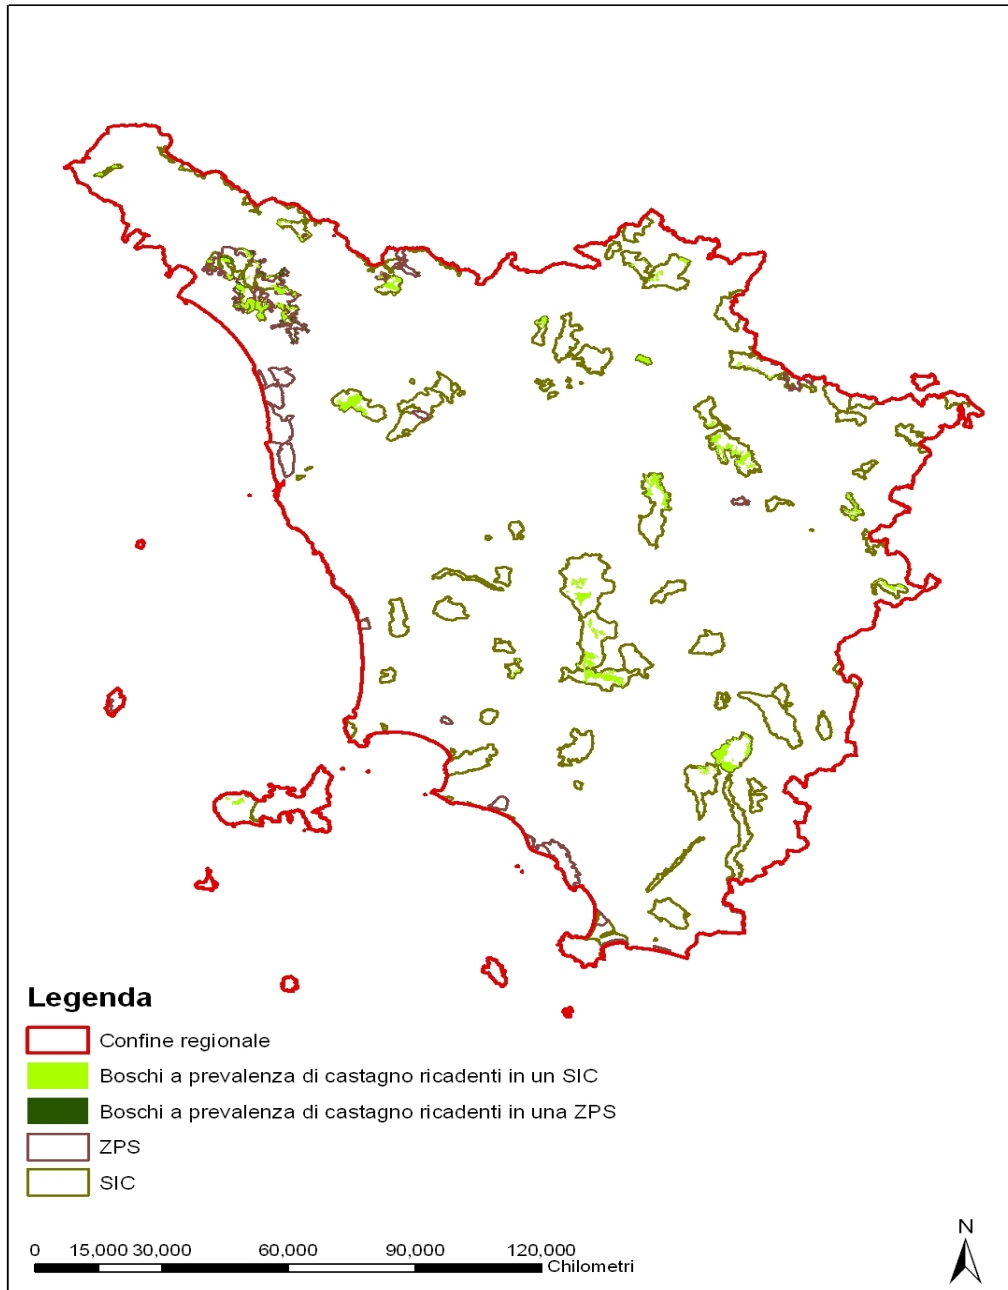 Legenda
Confine regionale
Boschi a prevalenza di castagno ricadenti in un SIC
Boschi a prevalenza di castagno ricadenti in una ZPS
ZPS
SIC
0 15,000 30,000 60,000 90,000 120,000
Chilometri
N